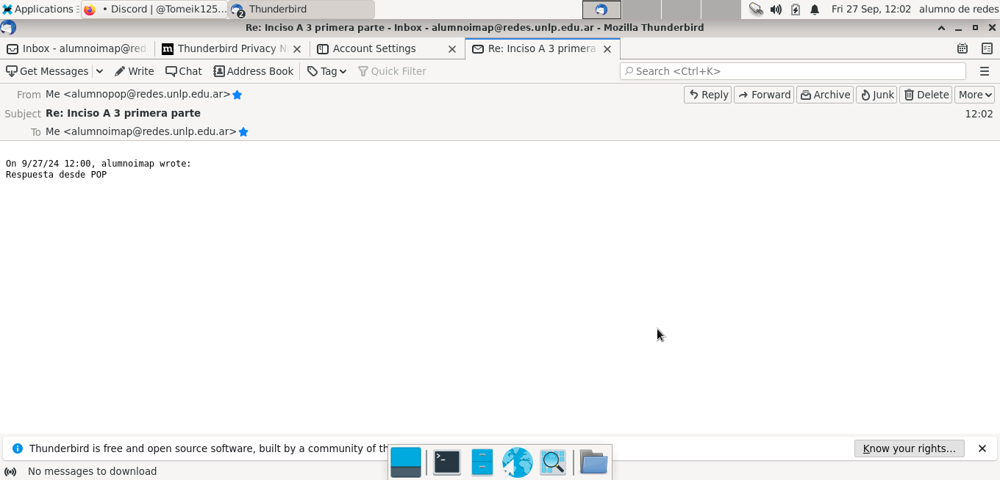 Applications
• Discord | @Tomeik125...
2
Thunderbird
Fri 27 Sep, 12:02
alumno de redes
Re: Inciso A 3 primera parte - Inbox - alumnoimap@redes.unlp.edu.ar - Mozilla Thunderbird
Inbox - alumnoimap@red
m
Thunderbird Privacy N
Account Settings
Re: Inciso A 3 primera
Get Messages
Write
Chat
Address Book
Tag
Quick Filter
Search <Ctrl+K>
From Me <alumnopop@redes.unlp.edu.ar>
Reply
Forward
Archive
Junk
Delete
More
Subject Re: Inciso A 3 primera parte
12:02
To Me <alumnoimap@redes.unlp.edu.ar>
On 9/27/24 12:00, alumnoimap wrote:
Respuesta desde POP
Thunderbird is free and open source software, built by a community of th
Know your rights...
>_
No messages to download